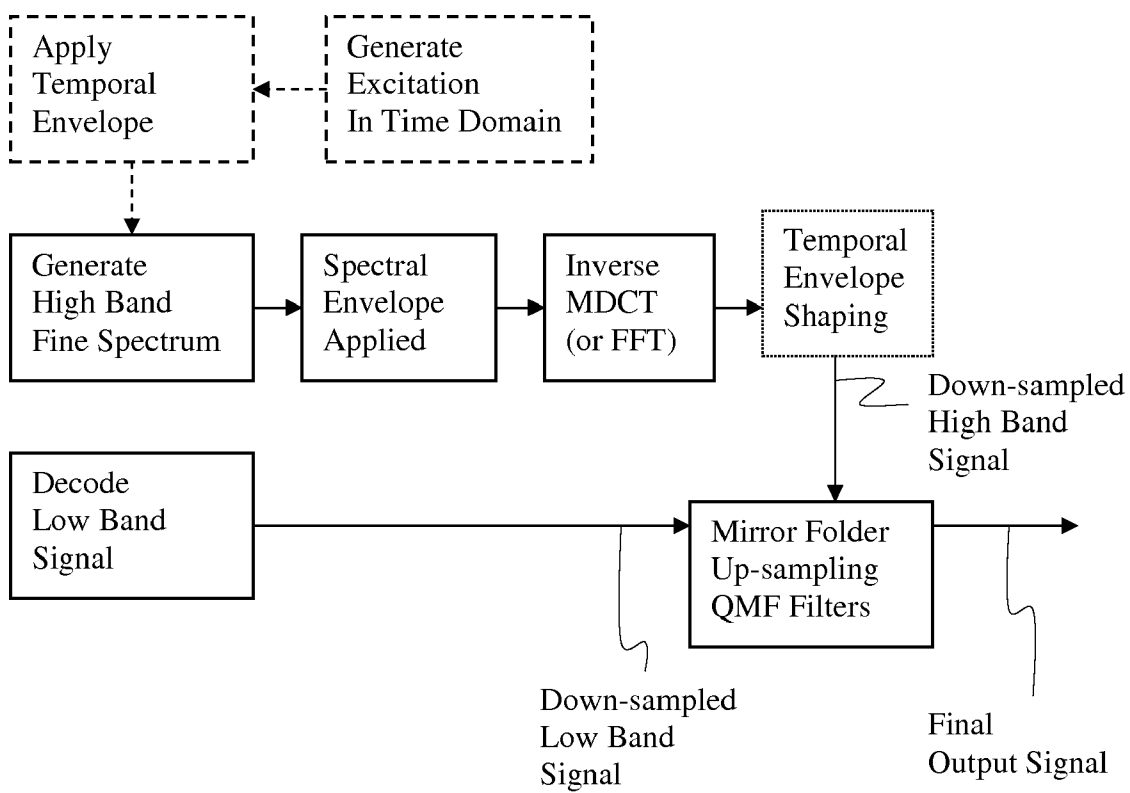 Apply
Temporal
Envelope
Generate
Excitation
In Time Domain
Generate
High Band
Fine Spectrum
Spectral
Envelope
Applied
Inverse
MDCT
(or FFT)
Temporal
Envelope
Shaping
Down-sampled
High Band
Signal
Decode
Low Band
Signal
Mirror Folder
Up-sampling
QMF Filters
Down-sampled
Low Band
Signal
Final
Output Signal